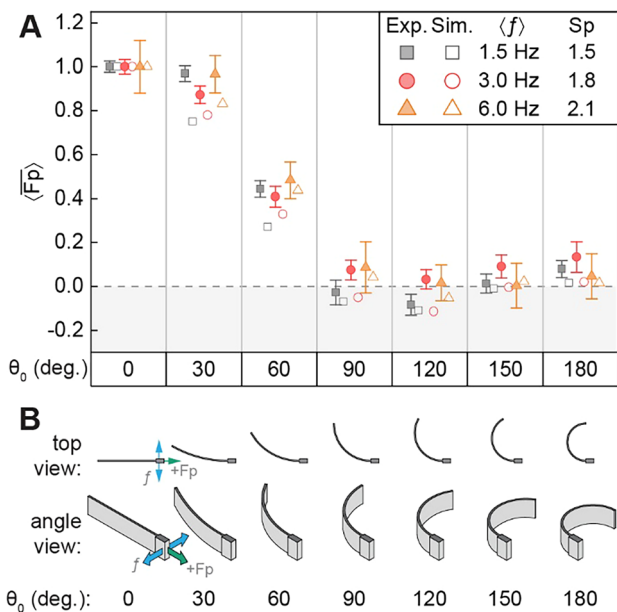 A
Exp. Sim. ⟨f⟩ Sp
1.5 Hz 1.5
3.0 Hz 1.8
6.0 Hz 2.1
⟨F̅p̅⟩
1.2
1.0
0.8
0.6
0.4
0.2
0.0
-0.2
θ₀ (deg.) 0 30 60 90 120 150 180
B
top view:
f +Fp
angle view:
f +Fp
θ₀ (deg.): 0 30 60 90 120 150 180